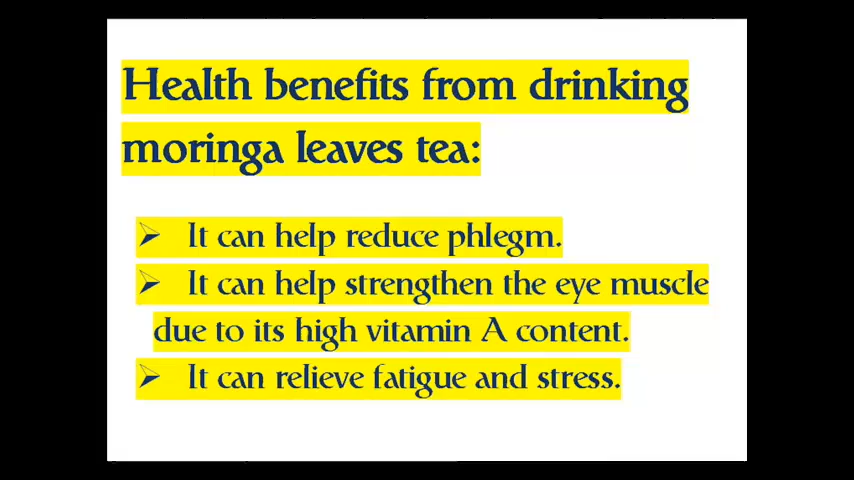 Health benefits from drinking
moringa leaves tea:
➢ It can help reduce phlegm.
➢ It can help strengthen the eye muscle
due to its high vitamin A content.
➢ It can relieve fatigue and stress.